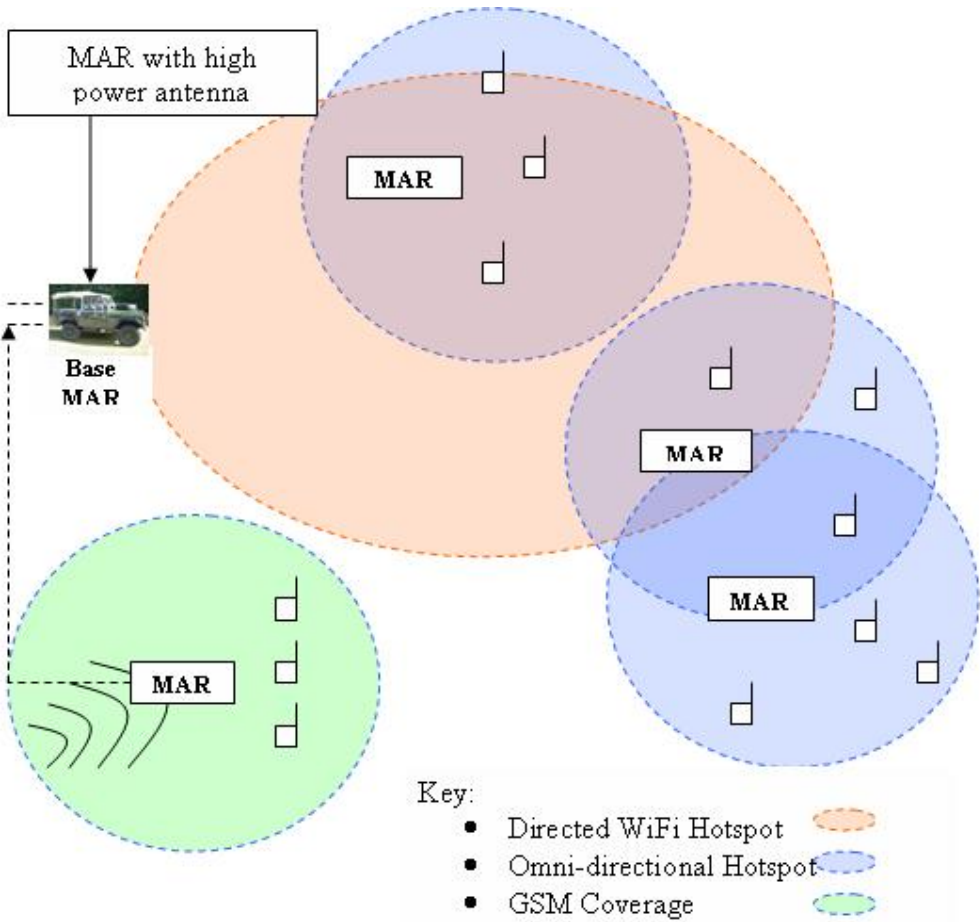 MAR with high
power antenna
MAR
Base
MAR
MAR
MAR
MAR
Key:
• Directed WiFi Hotspot
• Omni-directional Hotspot
• GSM Coverage